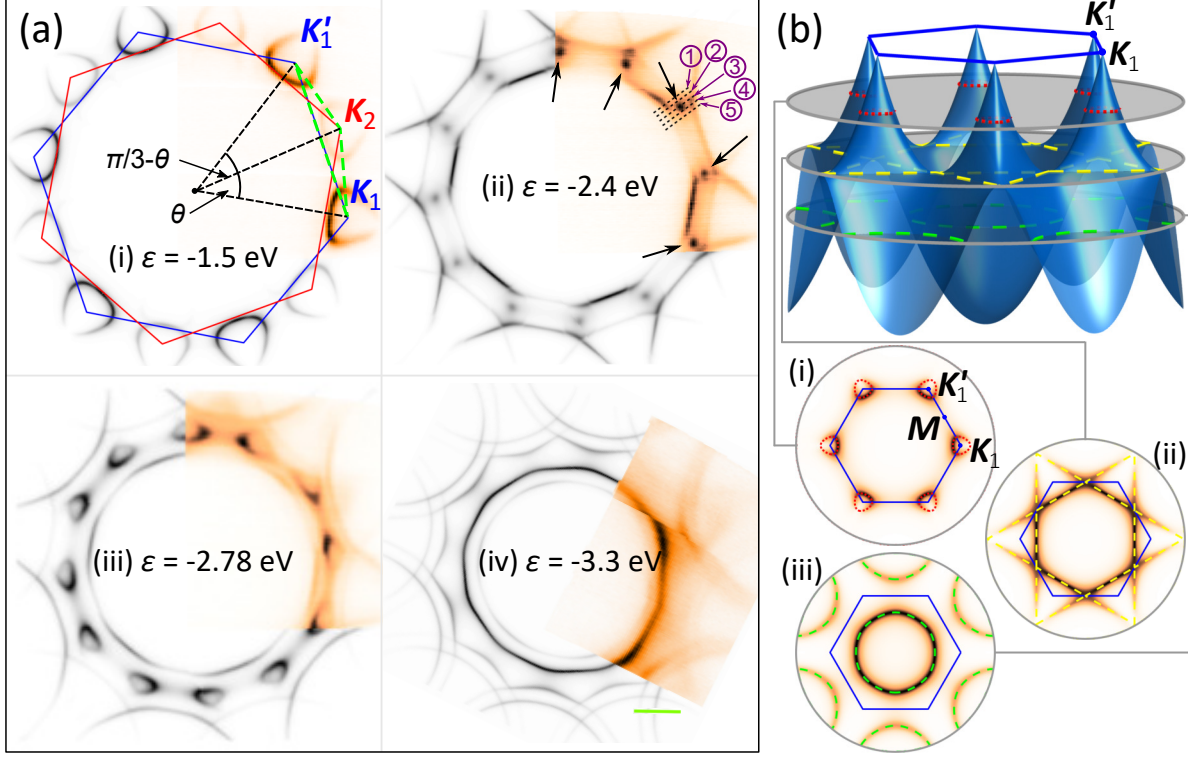 (a)
K′1
K2
π/3-θ
K1
θ
(i) ε = -1.5 eV
①
②
③
④
⑤
(ii) ε = -2.4 eV
(iii) ε = -2.78 eV
(iv) ε = -3.3 eV
(b)
K′1
K1
(i)
K′1
M
K1
(ii)
(iii)